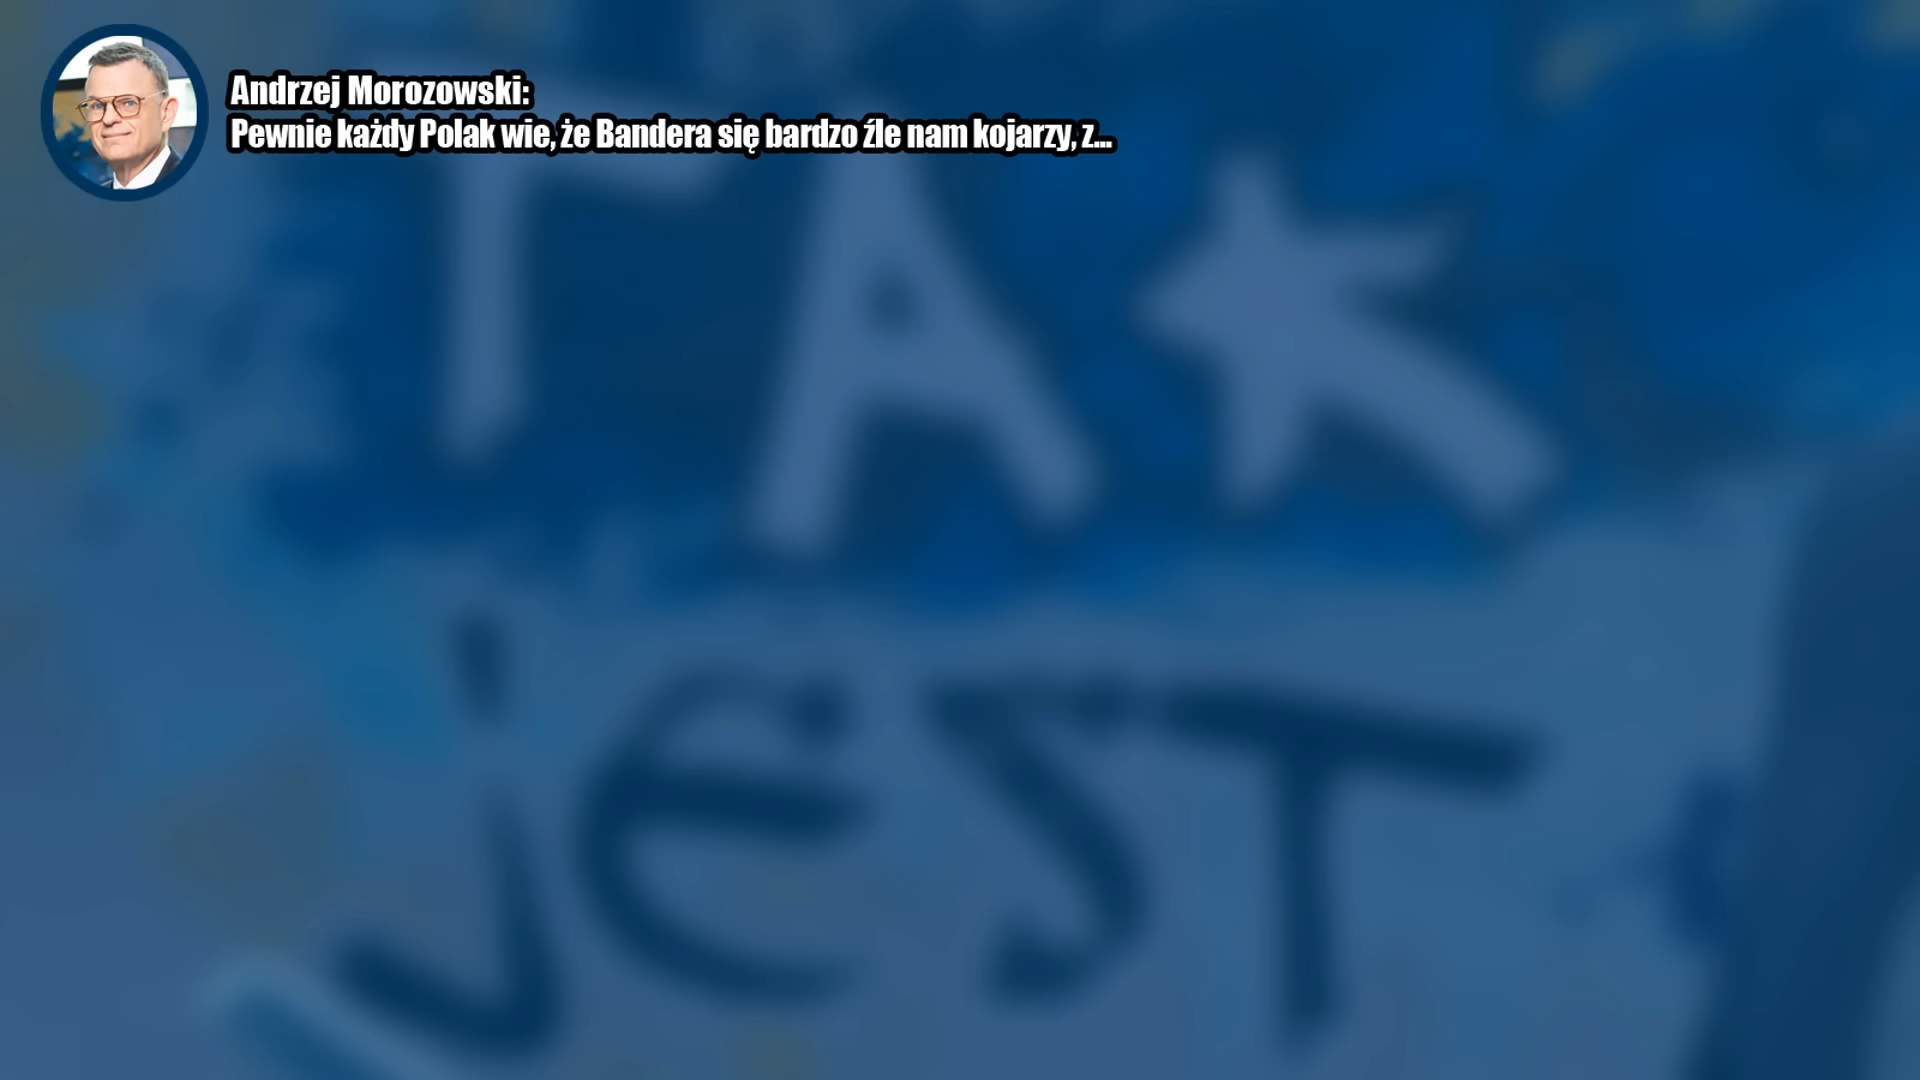 Andrzej Morozowski:
Pewnie każdy Polak wie, że Bandera się bardzo źle nam kojarzy, z...
TAK
jEST